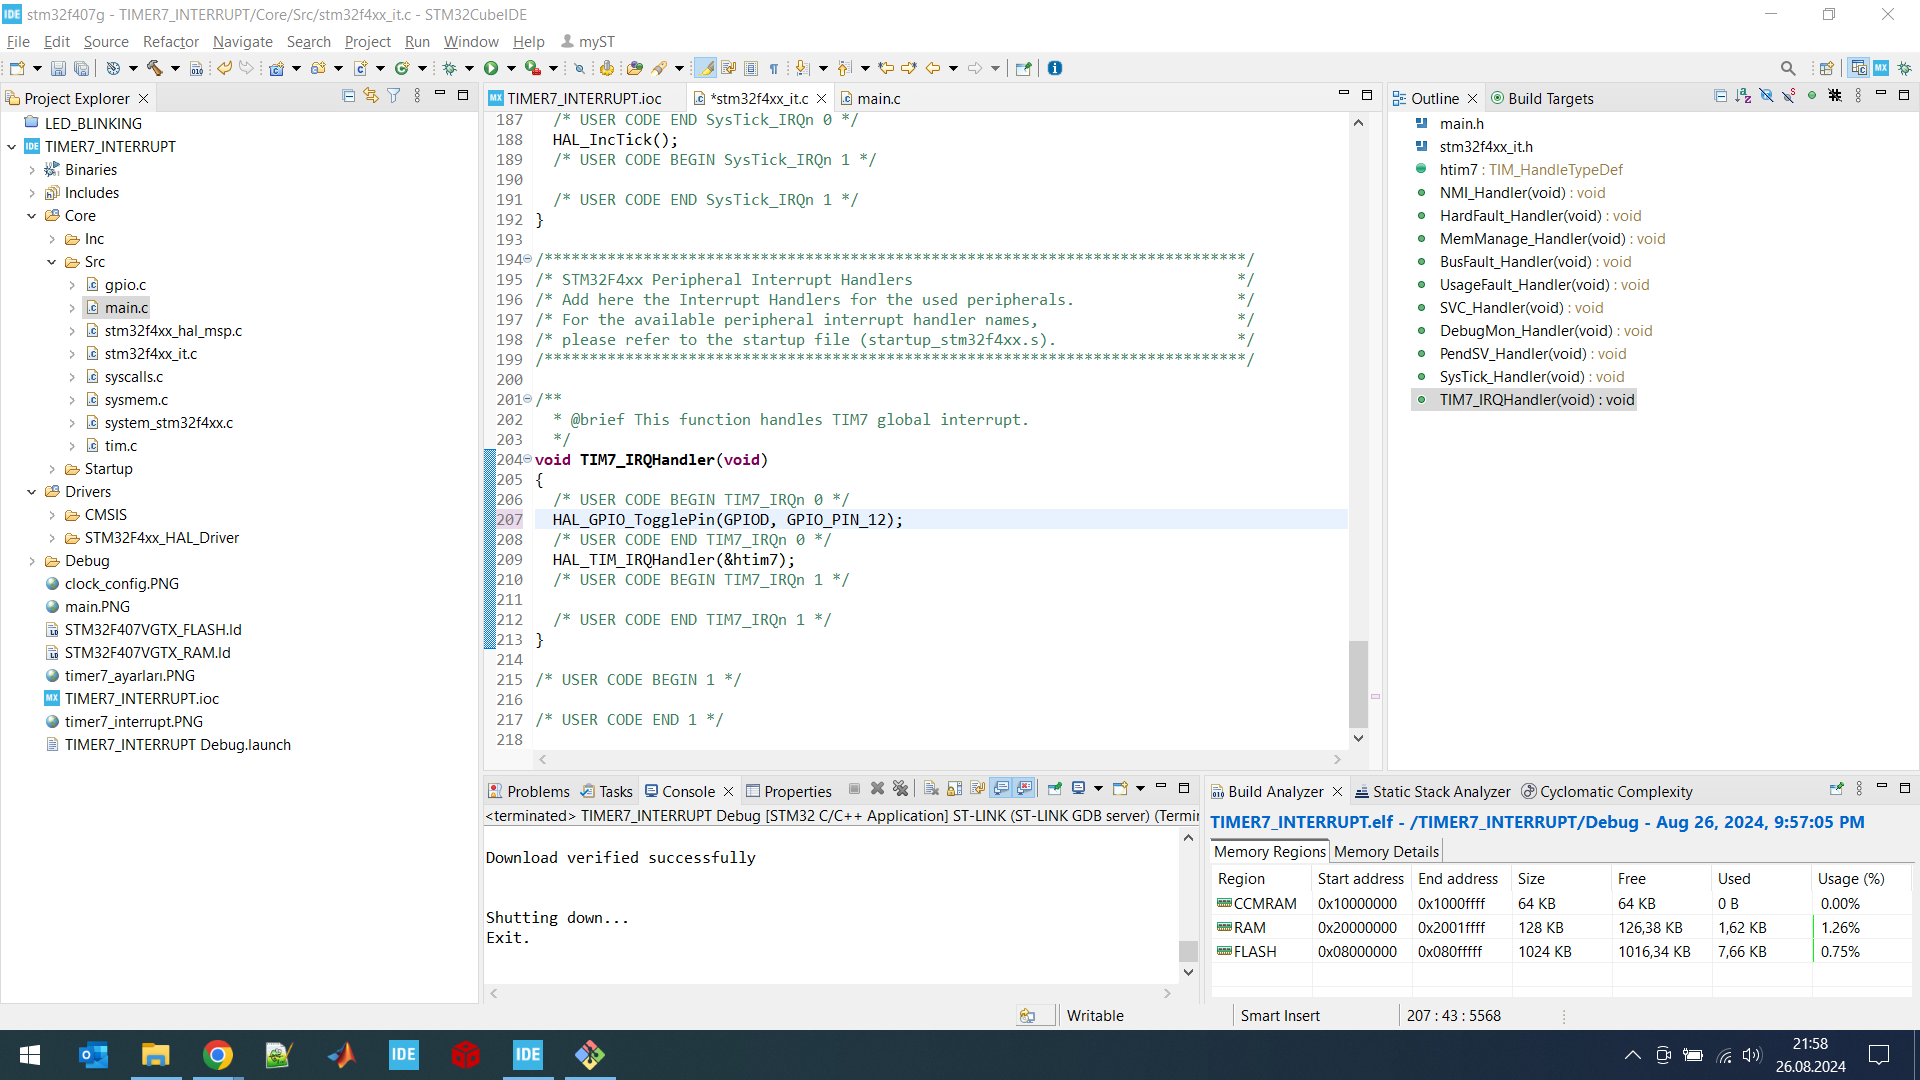 IDE stm32f407g - TIMER7_INTERRUPT/Core/Src/stm32f4xx_it.c - STM32CubeIDE
File Edit Source Refactor Navigate Search Project Run Window Help myST
Project Explorer
LED_BLINKING
IDE TIMER7_INTERRUPT
Binaries
Includes
Core
Inc
Src
gpio.c
main.c
stm32f4xx_hal_msp.c
stm32f4xx_it.c
syscalls.c
sysmem.c
system_stm32f4xx.c
tim.c
Startup
Drivers
CMSIS
STM32F4xx_HAL_Driver
Debug
clock_config.PNG
main.PNG
STM32F407VGTX_FLASH.ld
STM32F407VGTX_RAM.ld
timer7_ayarları.PNG
MX TIMER7_INTERRUPT.ioc
timer7_interrupt.PNG
TIMER7_INTERRUPT Debug.launch
MX TIMER7_INTERRUPT.ioc *stm32f4xx_it.c main.c
187 /* USER CODE END SysTick_IRQn 0 */
188 HAL_IncTick();
189 /* USER CODE BEGIN SysTick_IRQn 1 */
190
191 /* USER CODE END SysTick_IRQn 1 */
192 }
193
194 /******************************************************************************/
195 /* STM32F4xx Peripheral Interrupt Handlers */
196 /* Add here the Interrupt Handlers for the used peripherals. */
197 /* For the available peripheral interrupt handler names, */
198 /* please refer to the startup file (startup_stm32f4xx.s). */
199 /******************************************************************************/
200
201 /**
202 * @brief This function handles TIM7 global interrupt.
203 */
204 void TIM7_IRQHandler(void)
205 {
206 /* USER CODE BEGIN TIM7_IRQn 0 */
207 HAL_GPIO_TogglePin(GPIOD, GPIO_PIN_12);
208 /* USER CODE END TIM7_IRQn 0 */
209 HAL_TIM_IRQHandler(&htim7);
210 /* USER CODE BEGIN TIM7_IRQn 1 */
211
212 /* USER CODE END TIM7_IRQn 1 */
213 }
214
215 /* USER CODE BEGIN 1 */
216
217 /* USER CODE END 1 */
218
Outline Build Targets
main.h
stm32f4xx_it.h
htim7 : TIM_HandleTypeDef
NMI_Handler(void) : void
HardFault_Handler(void) : void
MemManage_Handler(void) : void
BusFault_Handler(void) : void
UsageFault_Handler(void) : void
SVC_Handler(void) : void
DebugMon_Handler(void) : void
PendSV_Handler(void) : void
SysTick_Handler(void) : void
TIM7_IRQHandler(void) : void
Problems Tasks Console Properties
<terminated> TIMER7_INTERRUPT Debug [STM32 C/C++ Application] ST-LINK (ST-LINK GDB server) (Termi
Download verified successfully
Shutting down...
Exit.
Build Analyzer Static Stack Analyzer Cyclomatic Complexity
TIMER7_INTERRUPT.elf - /TIMER7_INTERRUPT/Debug - Aug 26, 2024, 9:57:05 PM
Memory Regions Memory Details
Region Start address End address Size Free Used Usage (%)
CCMRAM 0x10000000 0x1000ffff 64 KB 64 KB 0 B 0.00%
RAM 0x20000000 0x2001ffff 128 KB 126,38 KB 1,62 KB 1.26%
FLASH 0x08000000 0x080fffff 1024 KB 1016,34 KB 7,66 KB 0.75%
Writable Smart Insert 207 : 43 : 5568
IDE IDE
21:58
26.08.2024